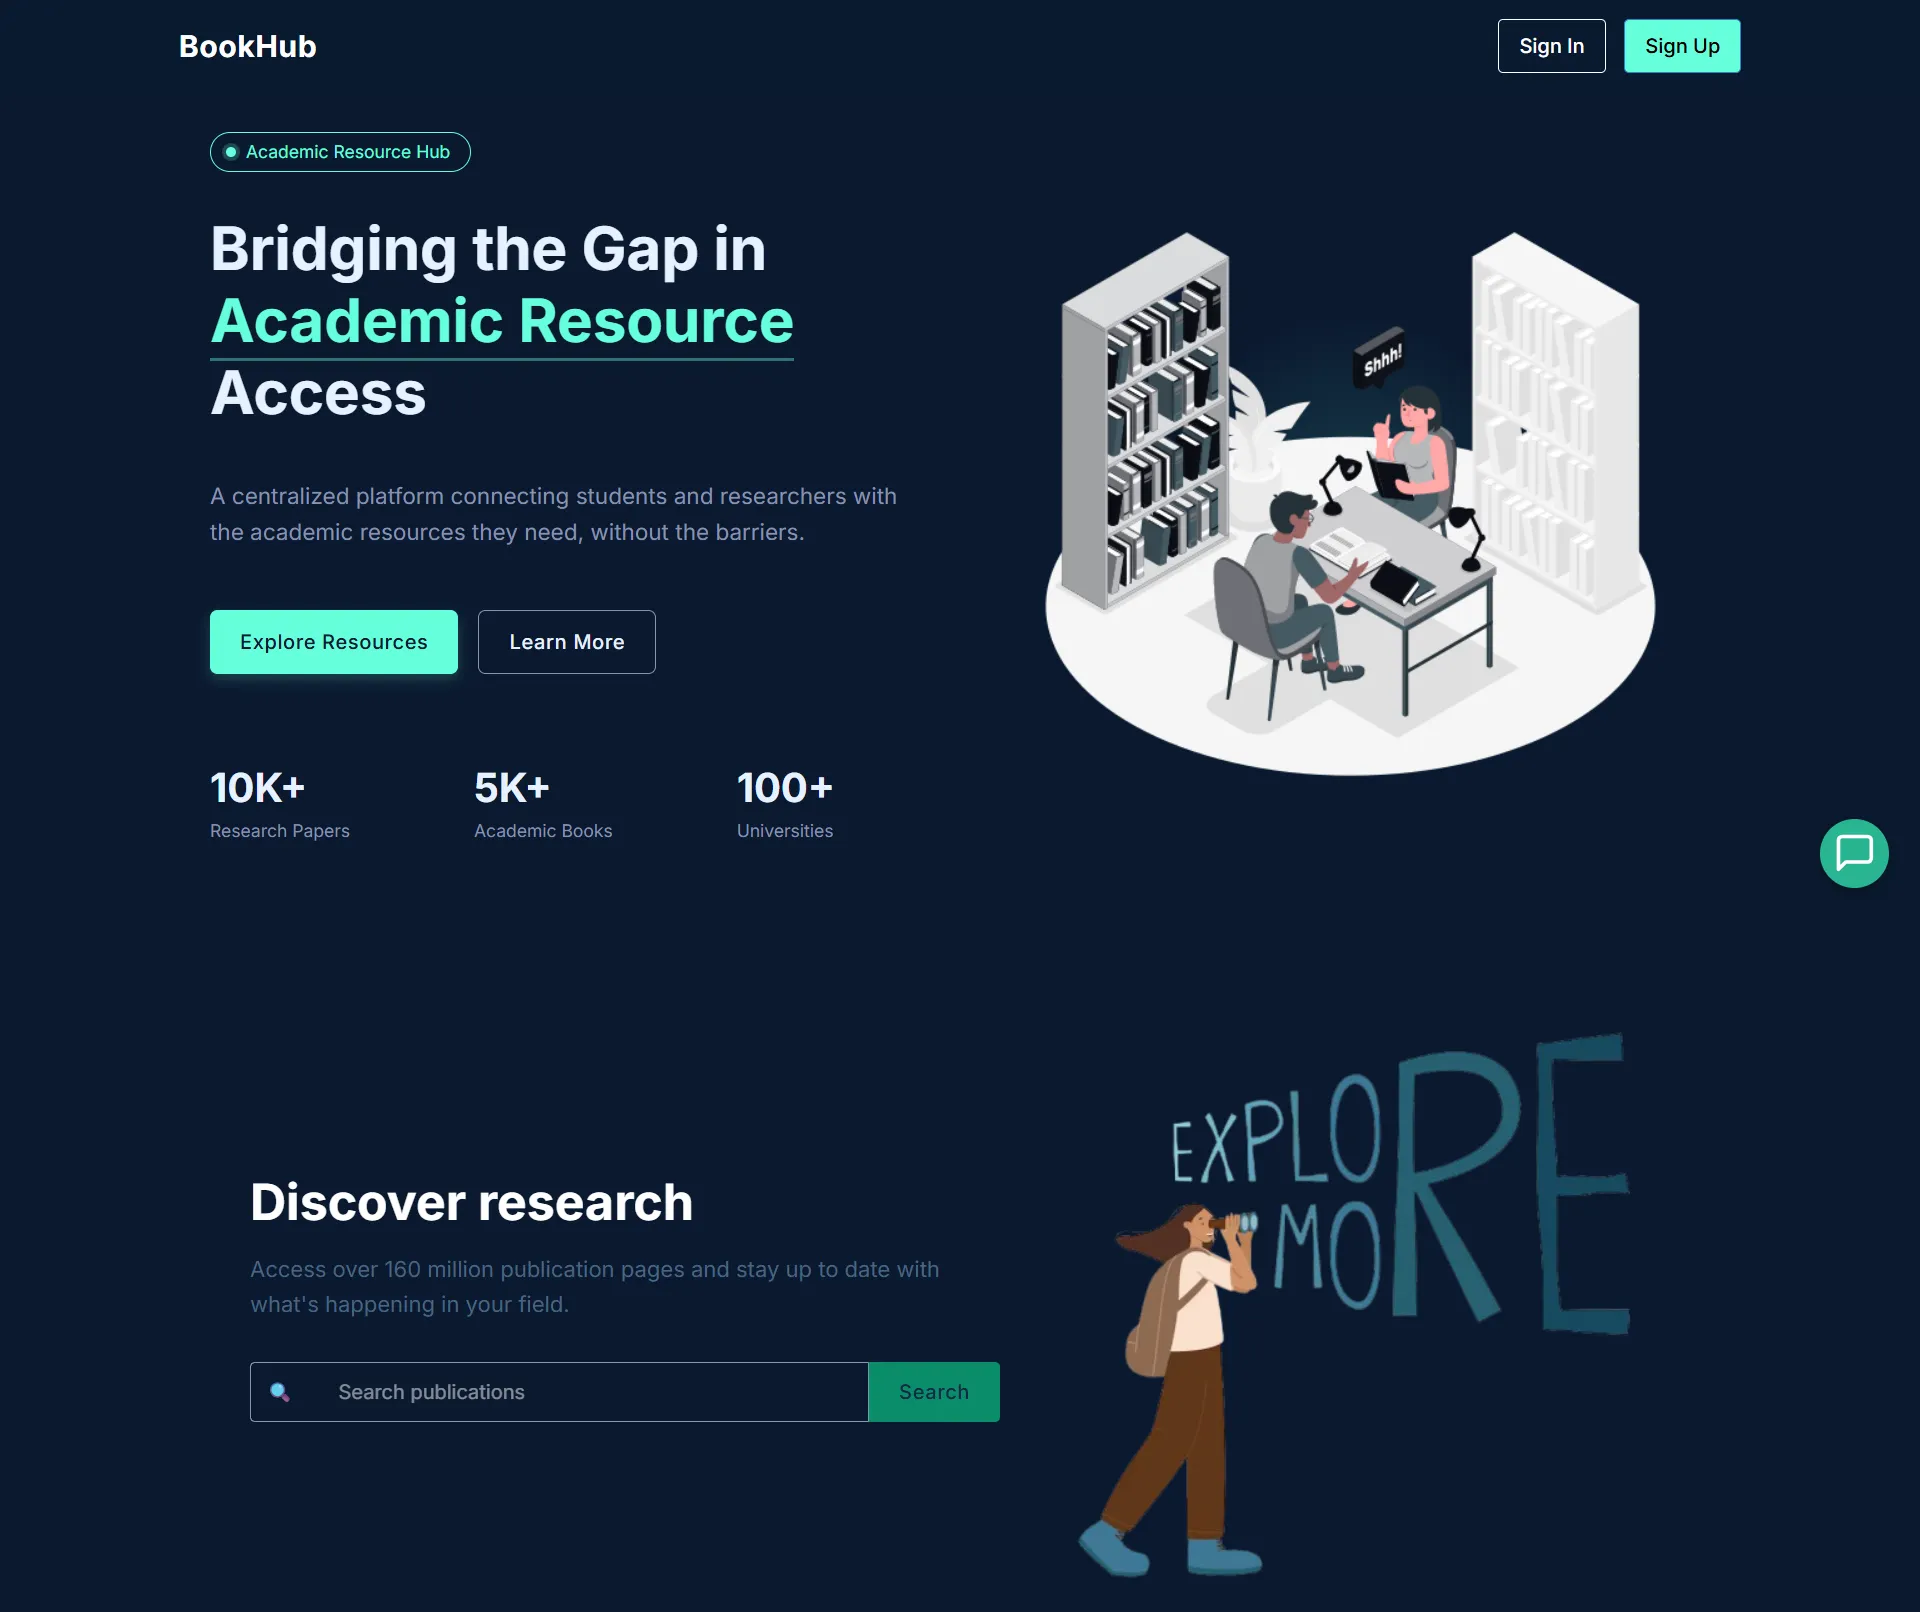 BookHub
Sign In
Sign Up
Academic Resource Hub
Bridging the Gap in
Academic Resource
Access
A centralized platform connecting students and researchers with
the academic resources they need, without the barriers.
Explore Resources
Learn More
Shhh!
10K+
5K+
100+
Research Papers
Academic Books
Universities
Discover research
Access over 160 million publication pages and stay up to date with
what's happening in your field.
Search publications
Search
EXPLORE
MORE